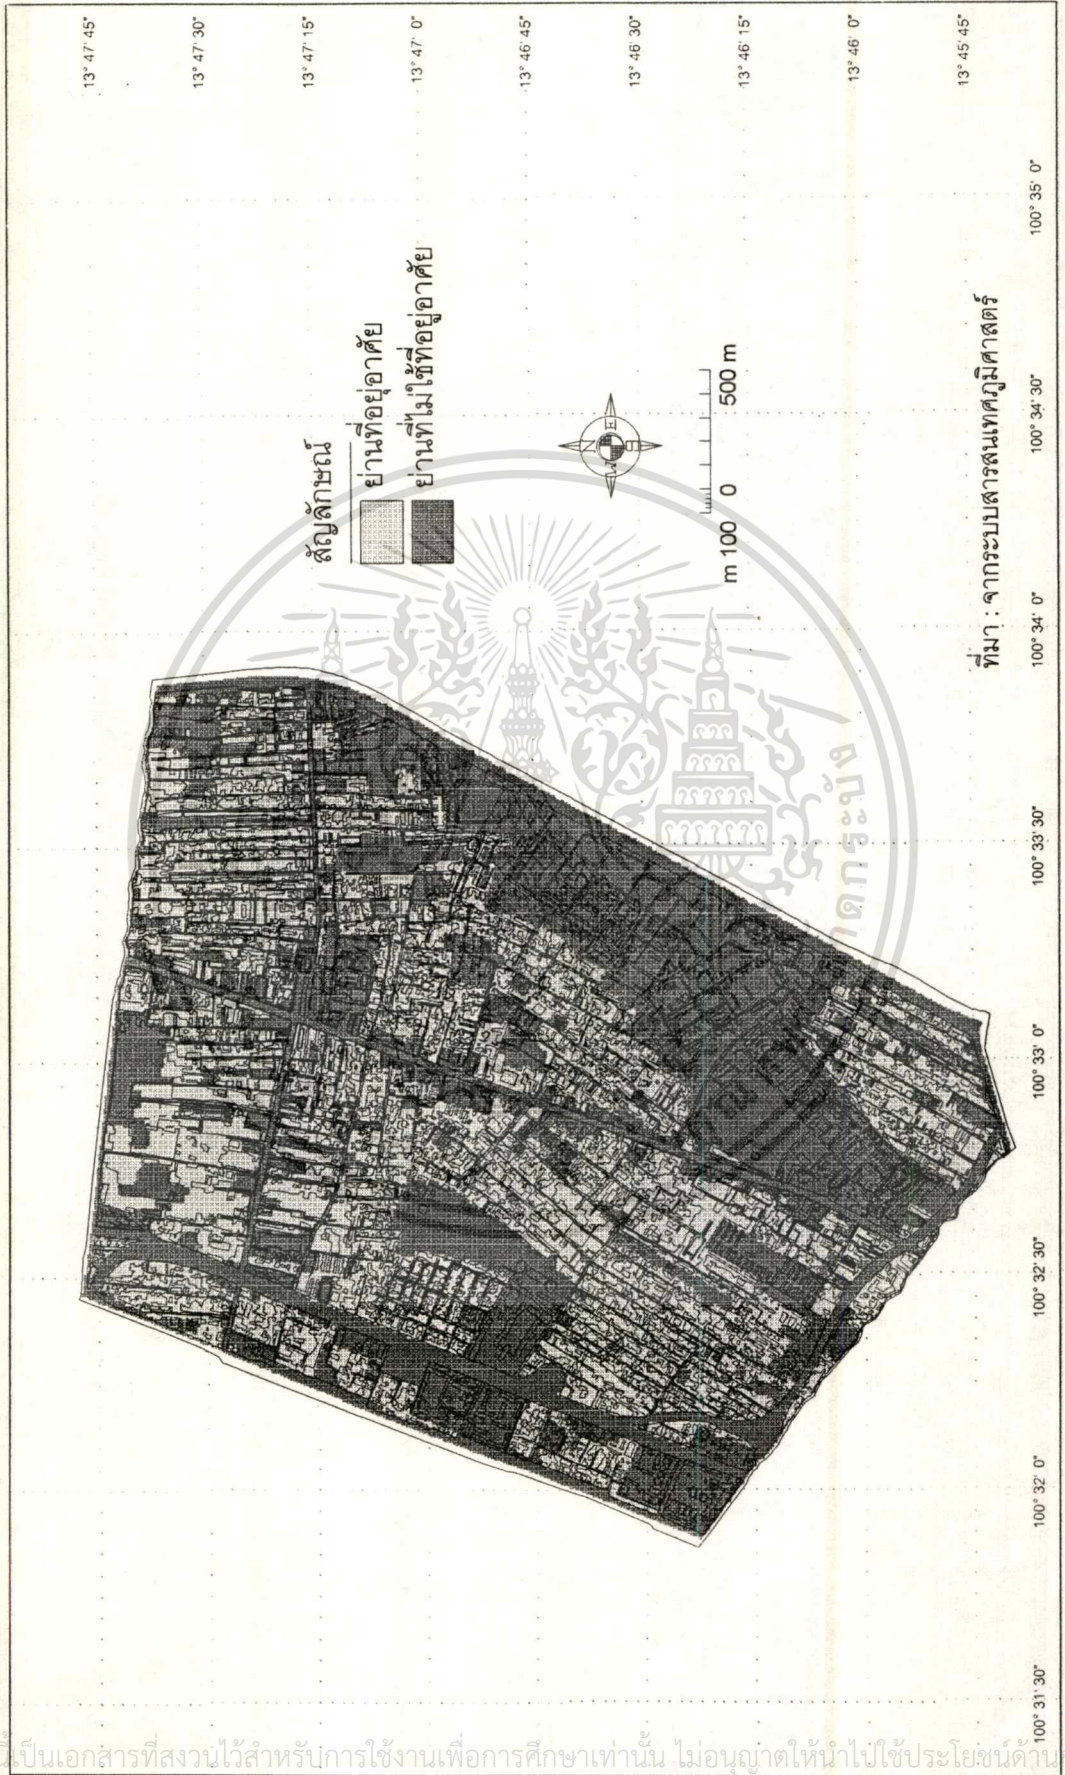 13° 47' 45"
13° 47' 30"
13° 47' 15"
13° 47' 0"
13° 46' 45"
13° 46' 30"
13° 46' 15"
13° 46' 0"
13° 45' 45"
สัญลักษณ์
ย่านที่อยู่อาศัย
ย่านที่ไม่ใช้ที่อยู่อาศัย
N
W
E
m 100 0 500 m
ที่มา : จากระบบสารสนเทศภูมิศาสตร์
100° 31' 30"
100° 32' 0"
100° 32' 30"
100° 33' 0"
100° 33' 30"
100° 34' 0"
100° 34' 30"
100° 35' 0"
เป็นเอกสารที่สงวนไว้สำหรับการใช้งานเพื่อการศึกษาเท่านั้น ไม่อนุญาตให้นำไปใช้ประโยชน์ด้าน